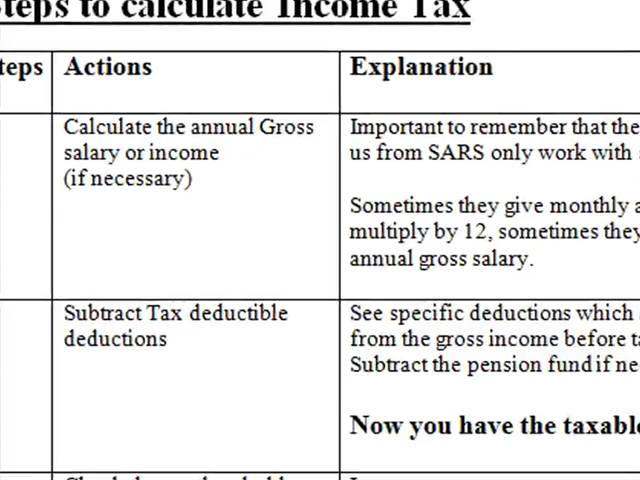 Steps to calculate Income Tax
teps Actions Explanation
Calculate the annual Gross
salary or income
(if necessary)
Important to remember that the
us from SARS only work with
Sometimes they give monthly a
multiply by 12, sometimes they
annual gross salary.
Subtract Tax deductible
deductions
See specific deductions which
from the gross income before ta
Subtract the pension fund if ne
Now you have the taxable